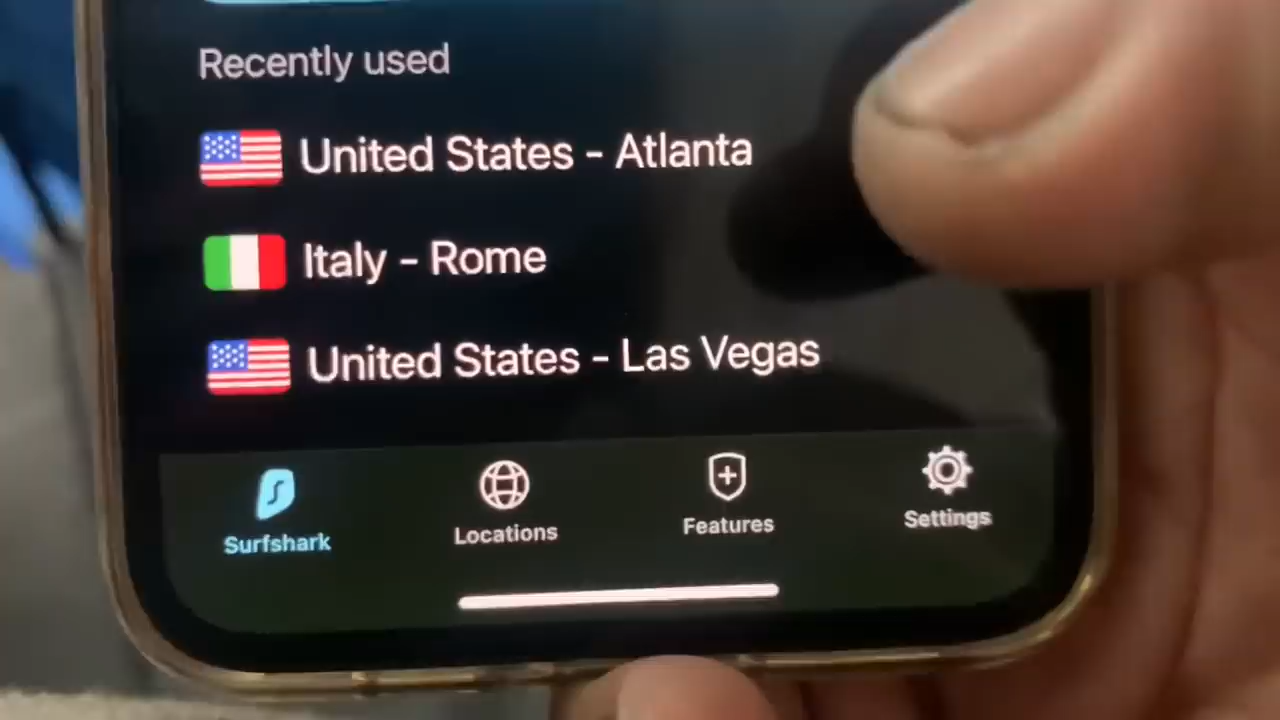 Recently used
United States - Atlanta
Italy - Rome
United States - Las Vegas
Surfshark
Locations
Features
Settings